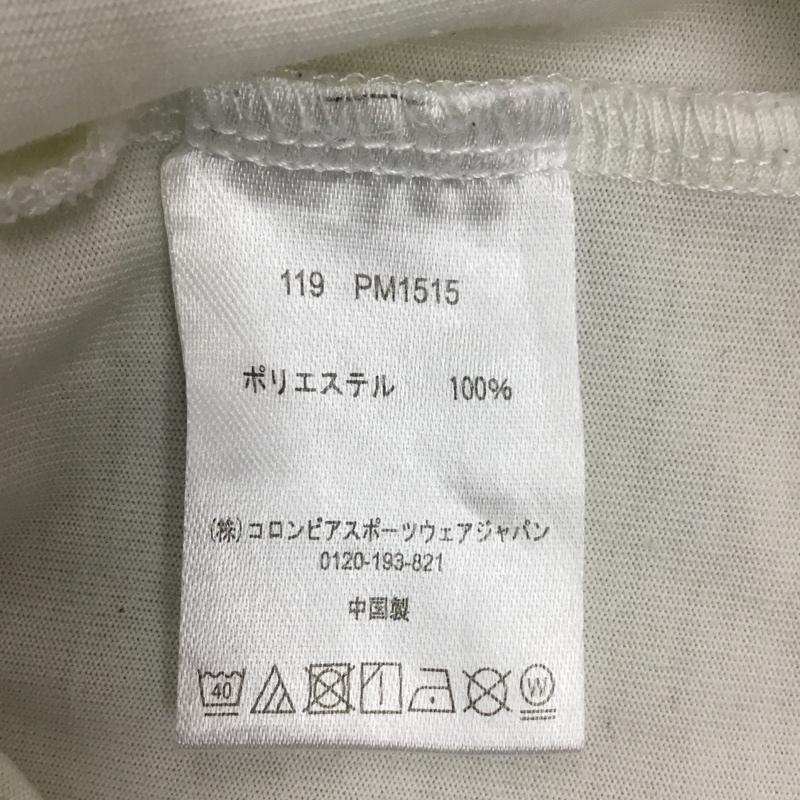 119 PM1515
ポリエステル 100%
(株)コロンビアスポーツウェアジャパン
0120-193-821
中国製
40 W